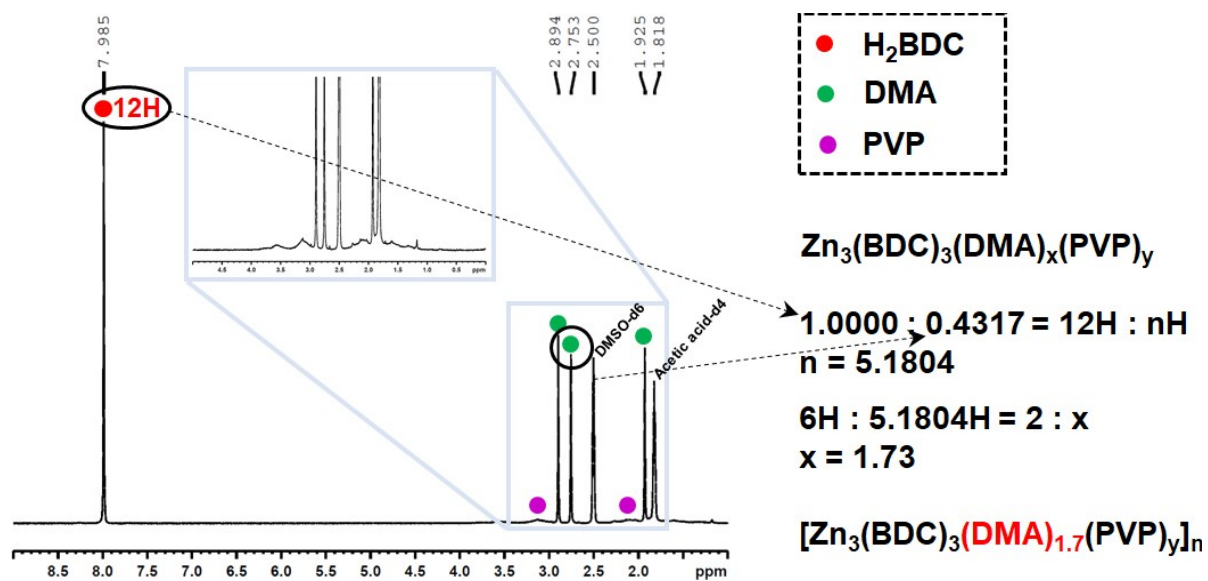 7.985
2.894
2.753
2.500
1.925
1.818
12H
4.5 4.0 3.5 3.0 2.5 2.0 1.5 1.0 0.5 ppm
DMSO-d6
Acetic acid-d4
8.0 7.5 7.0 6.5 6.0 5.5 5.0 4.5 4.0 3.5 3.0 2.5 2.0 ppm
H₂BDC
DMA
PVP
Zn₃(BDC)₃(DMA)ₓ(PVP)y
1.0000 : 0.4317 = 12H : nH
n = 5.1804
6H : 5.1804H = 2 : x
x = 1.73
[Zn₃(BDC)₃(DMA)₁.₇(PVP)y]n